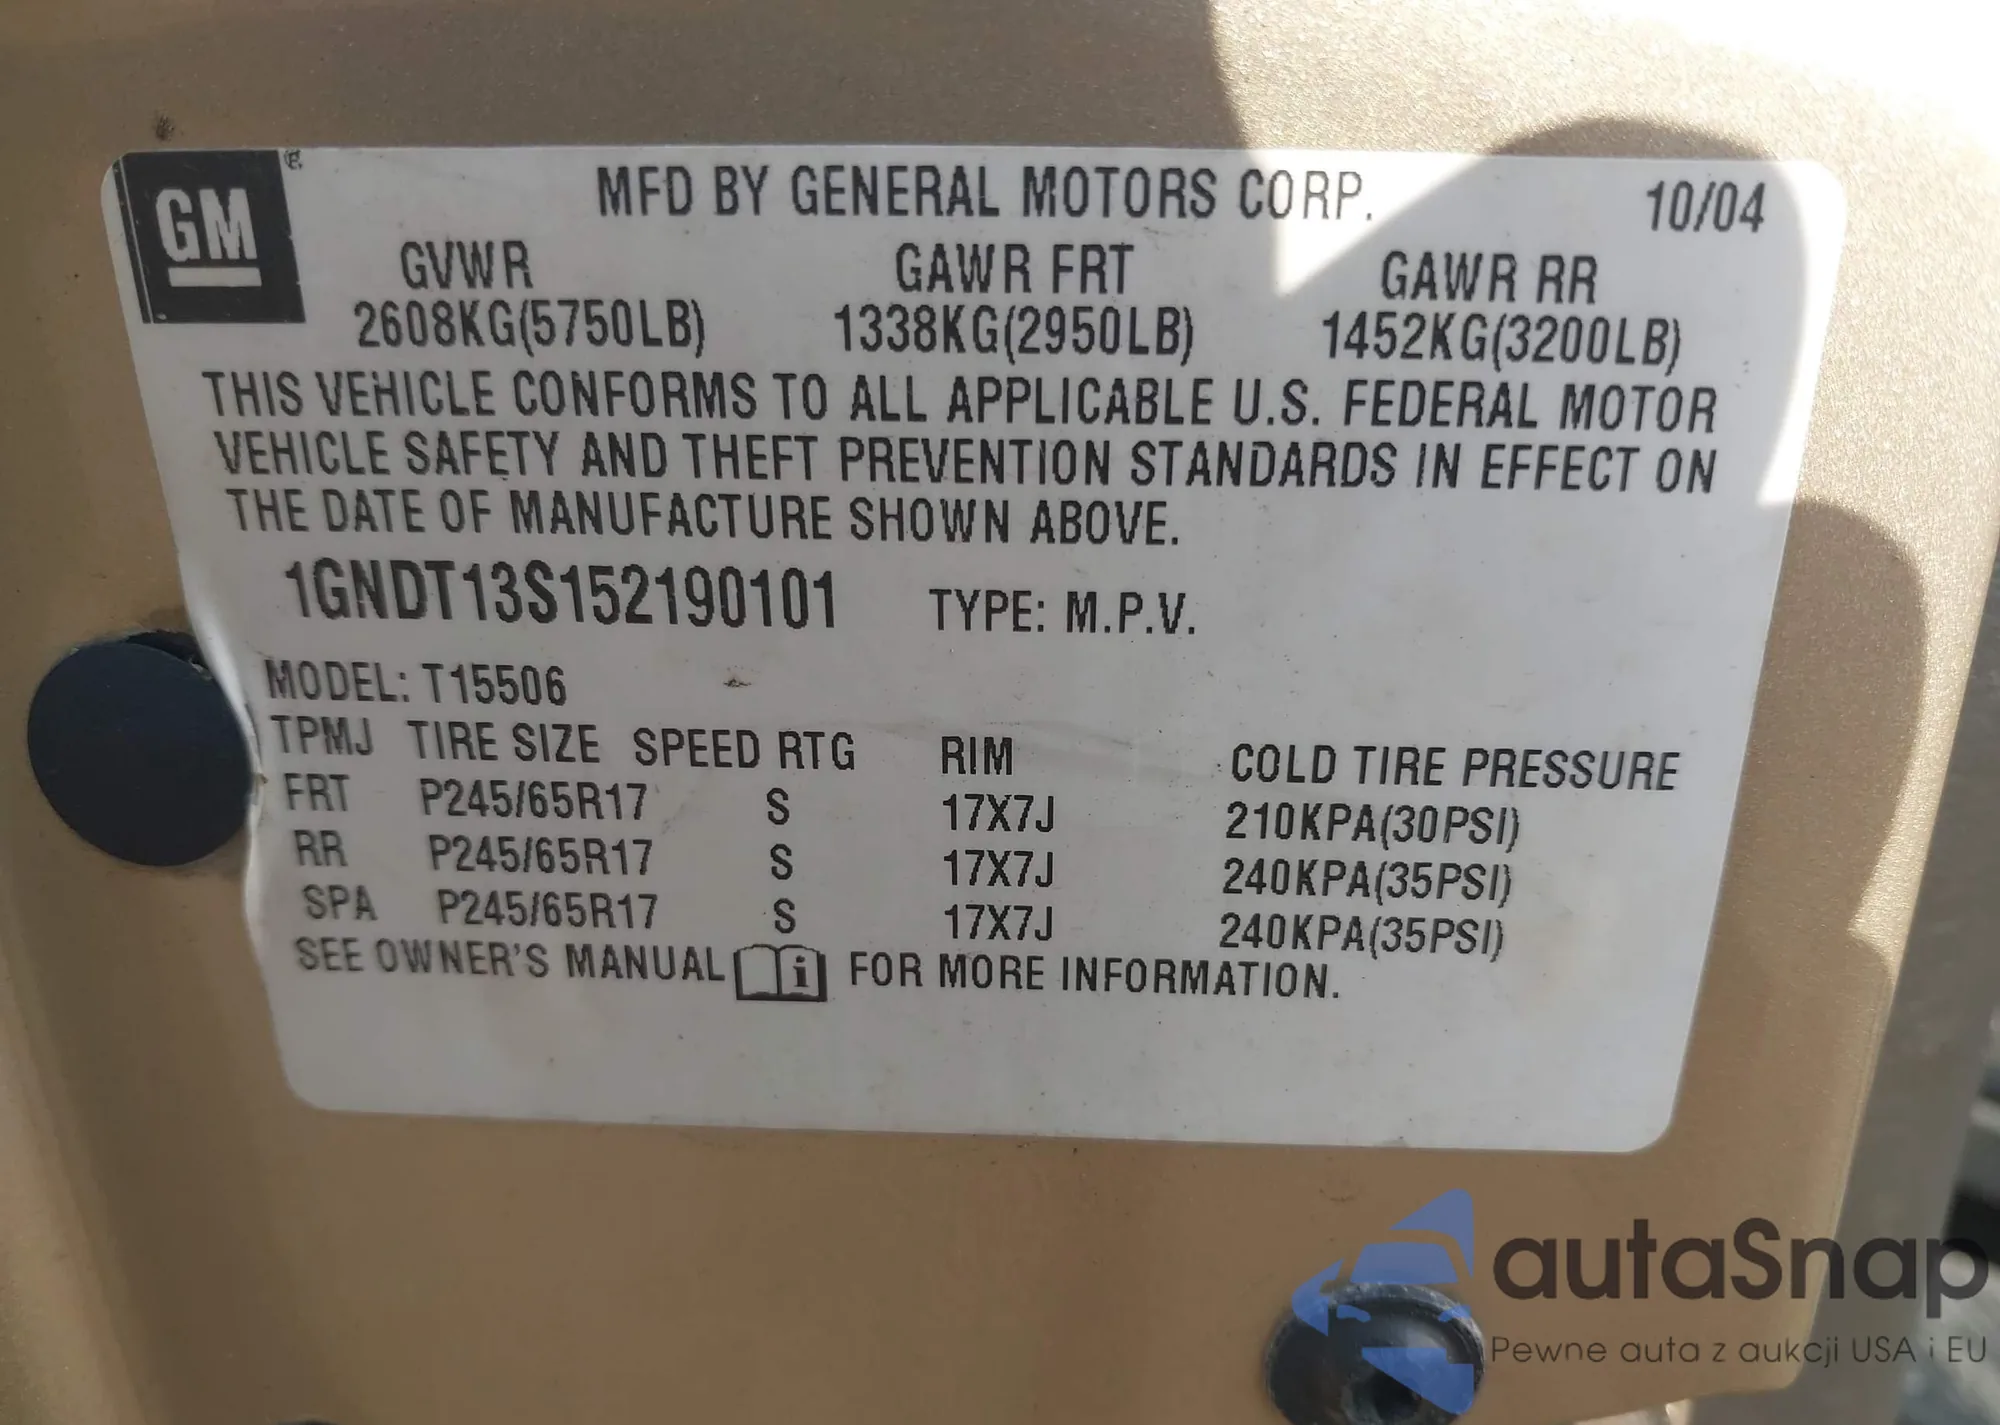 GM
MFD BY GENERAL MOTORS CORP. 10/04
GVWR GAWR FRT GAWR RR
2608KG(5750LB) 1338KG(2950LB) 1452KG(3200LB)
THIS VEHICLE CONFORMS TO ALL APPLICABLE U.S. FEDERAL MOTOR
VEHICLE SAFETY AND THEFT PREVENTION STANDARDS IN EFFECT ON
THE DATE OF MANUFACTURE SHOWN ABOVE.
1GNDT13S152190101 TYPE: M.P.V.
MODEL: T15506
TPMJ TIRE SIZE SPEED RTG RIM COLD TIRE PRESSURE
FRT P245/65R17 S 17X7J 210KPA(30PSI)
RR P245/65R17 S 17X7J 240KPA(35PSI)
SPA P245/65R17 S 17X7J 240KPA(35PSI)
SEE OWNER'S MANUAL i FOR MORE INFORMATION.
autaSnap
Pewne auta z aukcji USA i EU